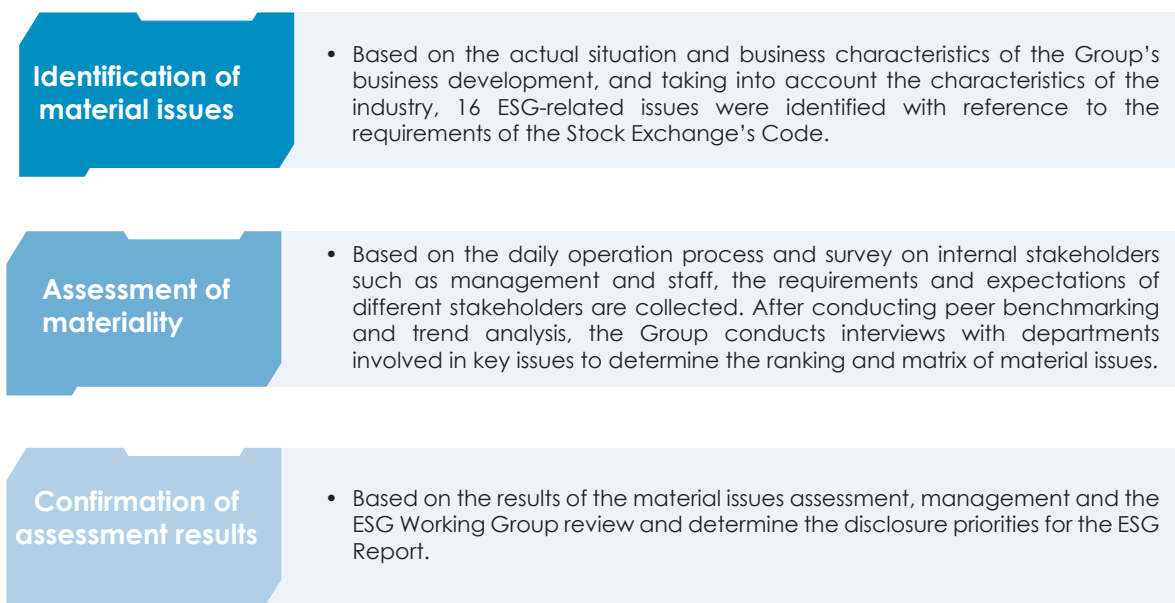 Identification of
material issues
• Based on the actual situation and business characteristics of the Group’s
business development, and taking into account the characteristics of the
industry, 16 ESG-related issues were identified with reference to the
requirements of the Stock Exchange’s Code.
Assessment of
materiality
• Based on the daily operation process and survey on internal stakeholders
such as management and staff, the requirements and expectations of
different stakeholders are collected. After conducting peer benchmarking
and trend analysis, the Group conducts interviews with departments
involved in key issues to determine the ranking and matrix of material issues.
Confirmation of
assessment results
• Based on the results of the material issues assessment, management and the
ESG Working Group review and determine the disclosure priorities for the ESG
Report.